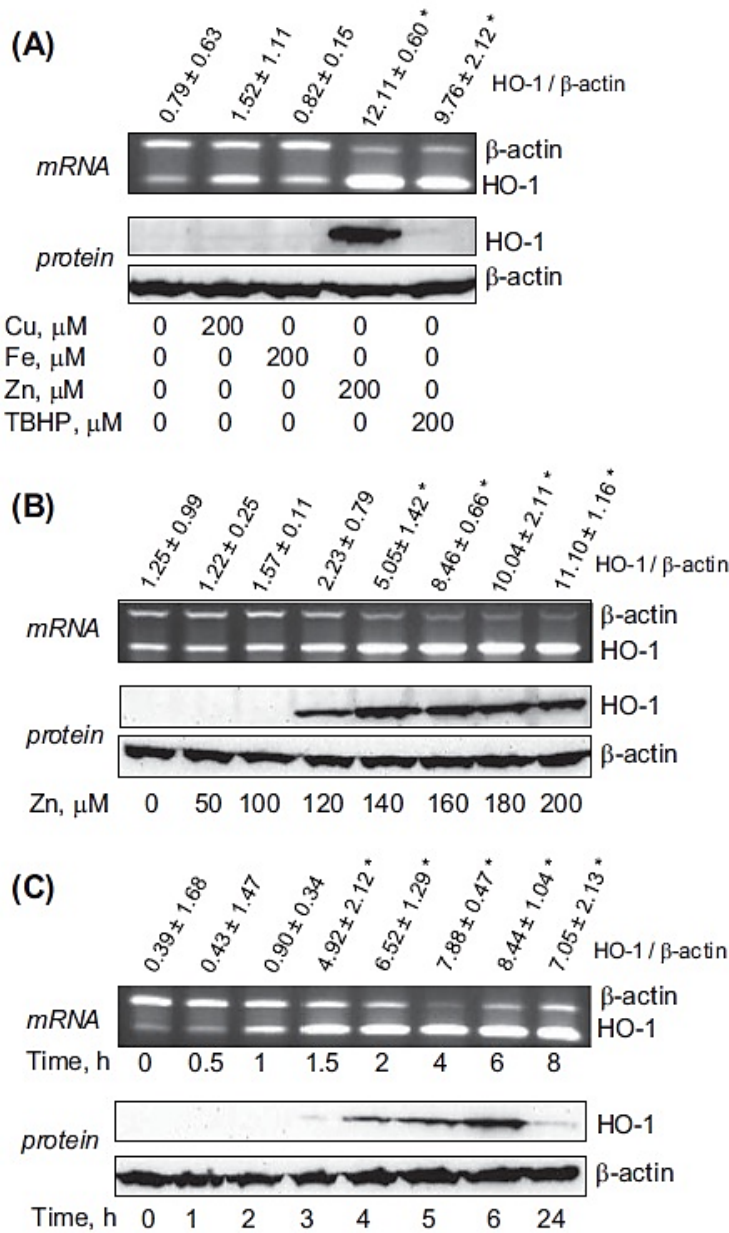 (A)
0.79 ± 0.63 1.52 ± 1.11 0.82 ± 0.15 12.11 ± 0.60 * 9.76 ± 2.12 * HO-1 / β-actin
mRNA
β-actin
HO-1
protein
HO-1
β-actin
Cu, μM 0 200 0 0 0
Fe, μM 0 0 200 0 0
Zn, μM 0 0 0 200 0
TBHP, μM 0 0 0 0 200
(B)
1.25 ± 0.99 1.22 ± 0.25 1.57 ± 0.11 2.23 ± 0.79 5.05 ± 1.42 * 8.46 ± 0.66 * 10.04 ± 2.11 * 11.10 ± 1.16 * HO-1 / β-actin
mRNA
β-actin
HO-1
protein
HO-1
β-actin
Zn, μM 0 50 100 120 140 160 180 200
(C)
0.39 ± 1.68 0.43 ± 1.47 0.90 ± 0.34 4.92 ± 2.12 * 6.52 ± 1.29 * 7.88 ± 0.47 * 8.44 ± 1.04 * 7.05 ± 2.13 * HO-1 / β-actin
mRNA
β-actin
HO-1
Time, h 0 0.5 1 1.5 2 4 6 8
protein
HO-1
β-actin
Time, h 0 1 2 3 4 5 6 24